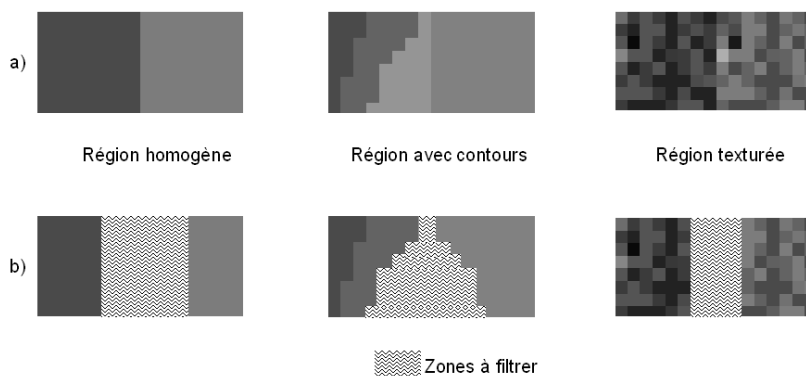 a)
Région homogène
Région avec contours
Région texturée
b)
Zones à filtrer